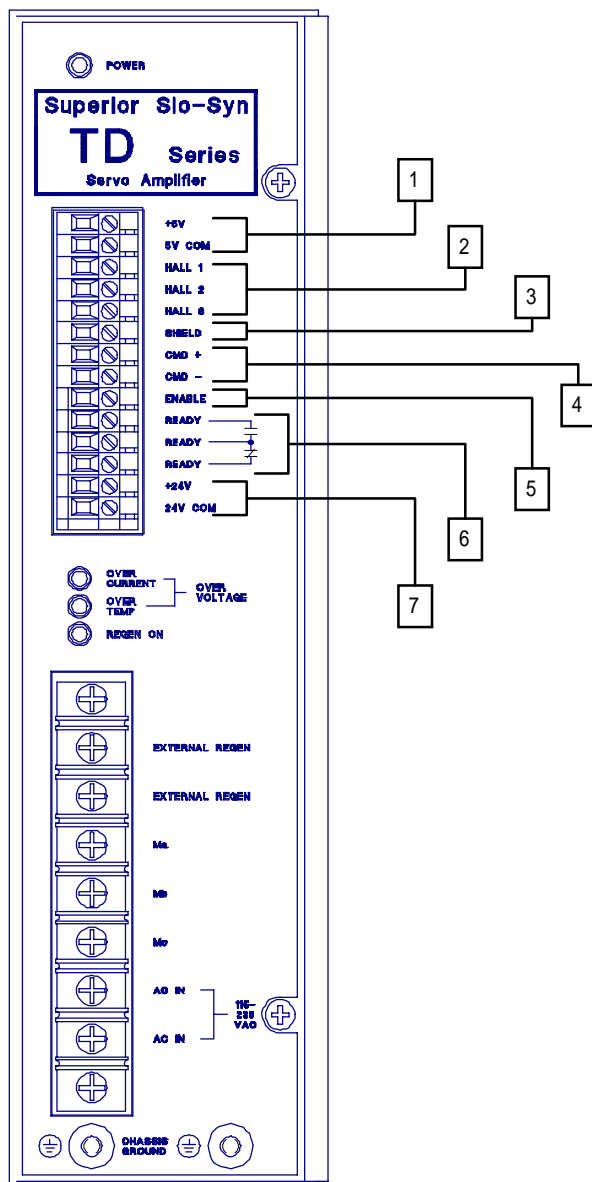 POWER
Superior Slo-Syn
TD Series
Servo Amplifier
+5V
5V COM
HALL 1
HALL 2
HALL 3
SHIELD
CMD +
CMD -
ENABLE
READY
READY
READY
+24V
24V COM
1
2
3
4
5
6
7
OVER
CURRENT
OVER
TEMP
OVER
VOLTAGE
REGEN ON
EXTERNAL REGEN
EXTERNAL REGEN
Ma
Mb
Mc
AC IN
AC IN
115-
230
VAC
CHASSIS
GROUND